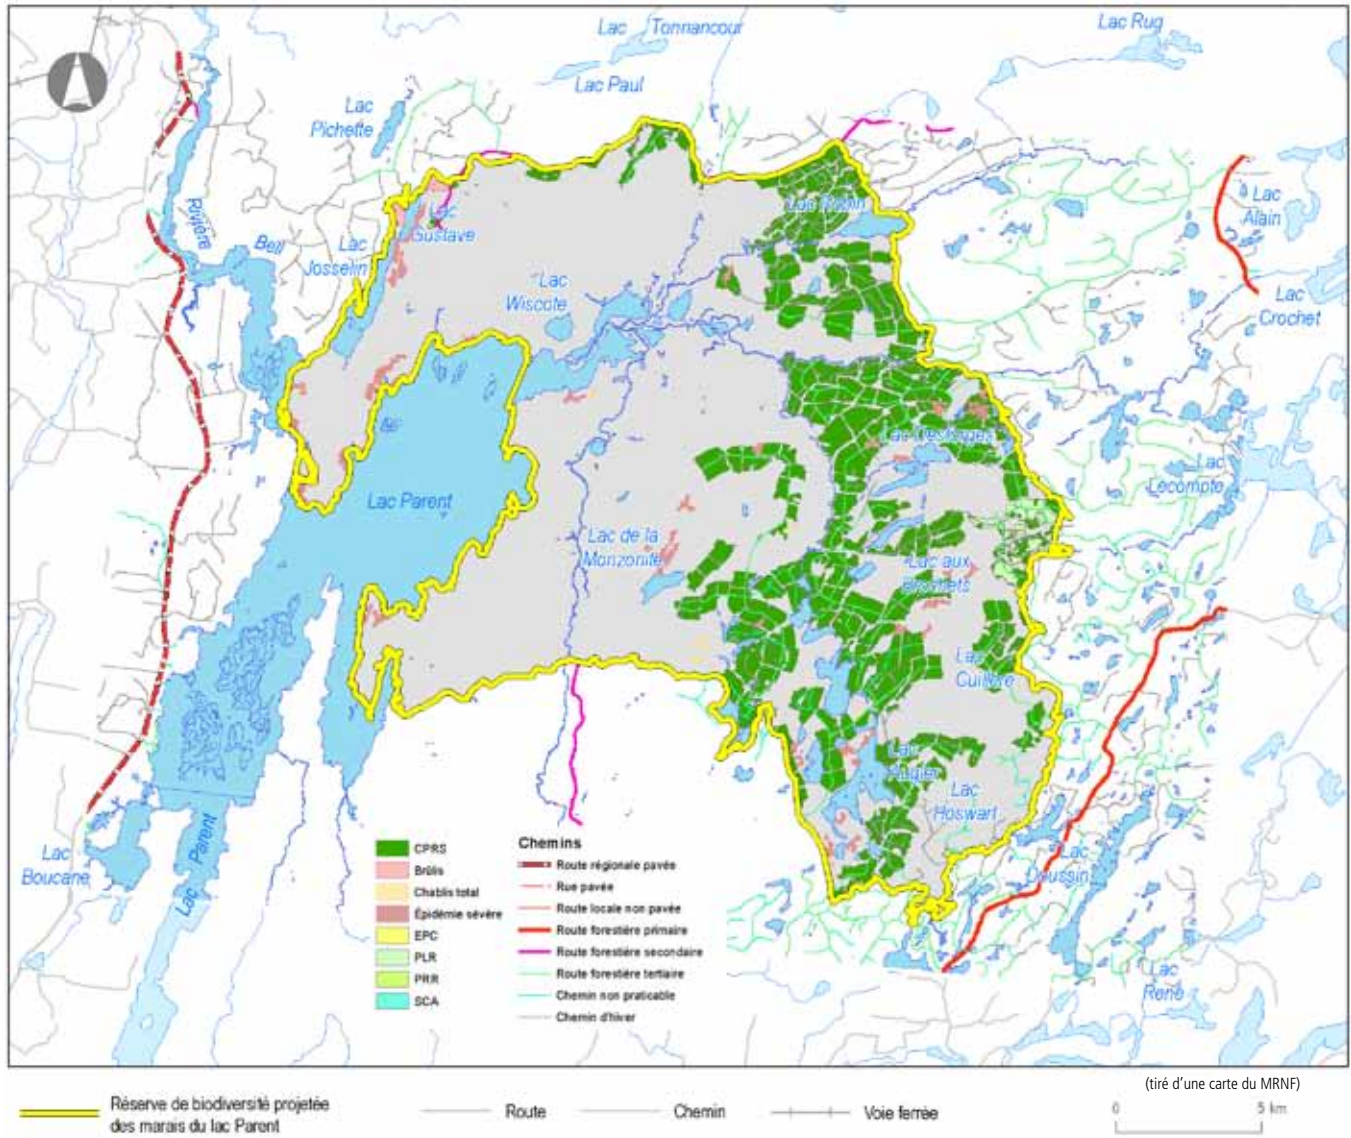 Lac Tonnancour
Lac Rug
Lac Paul
Lac
Pichette
Rivière
Bell
Lac
Josselin
Lac
Gustave
Lac Robin
Lac
Alain
Lac
Wiscote
Lac
Crochet
Lac
Lecompte
Lac Parent
Lac de la
Monzonite
Lac aux
Brochets
Lac
Cuillère
Lac
Hoswart
Lac
Boucane
Lac Parent
Lac
René
CPRS
Brûlis
Chablis total
Épidémie sévère
EPC
PLR
PRR
SCA
Chemins
Route régionale pavée
Rue pavée
Route locale non pavée
Route forestière primaire
Route forestière secondaire
Route forestière tertiaire
Chemin non praticable
Chemin d'hiver
(tiré d'une carte du MRNF)
Réserve de biodiversité projetée
des marais du lac Parent
Route
Chemin
Voie ferrée
0 5 km